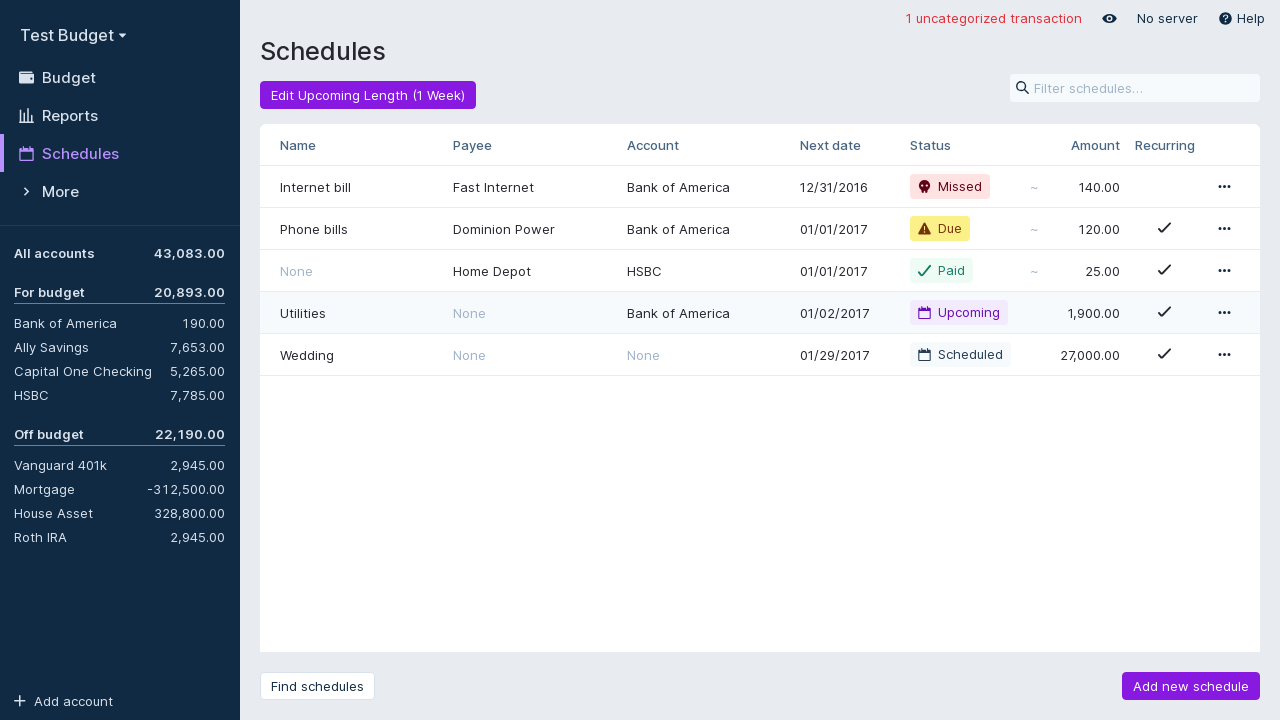 Test Budget
Budget
Reports
Schedules
More
All accounts 43,083.00
For budget 20,893.00
Bank of America 190.00
Ally Savings 7,653.00
Capital One Checking 5,265.00
HSBC 7,785.00
Off budget 22,190.00
Vanguard 401k 2,945.00
Mortgage -312,500.00
House Asset 328,800.00
Roth IRA 2,945.00
Add account
1 uncategorized transaction No server Help
Schedules
Edit Upcoming Length (1 Week) Filter schedules…
Name Payee Account Next date Status Amount Recurring
Internet bill Fast Internet Bank of America 12/31/2016 Missed ~ 140.00
Phone bills Dominion Power Bank of America 01/01/2017 Due ~ 120.00
None Home Depot HSBC 01/01/2017 Paid ~ 25.00
Utilities None Bank of America 01/02/2017 Upcoming 1,900.00
Wedding None None 01/29/2017 Scheduled 27,000.00
Find schedules Add new schedule